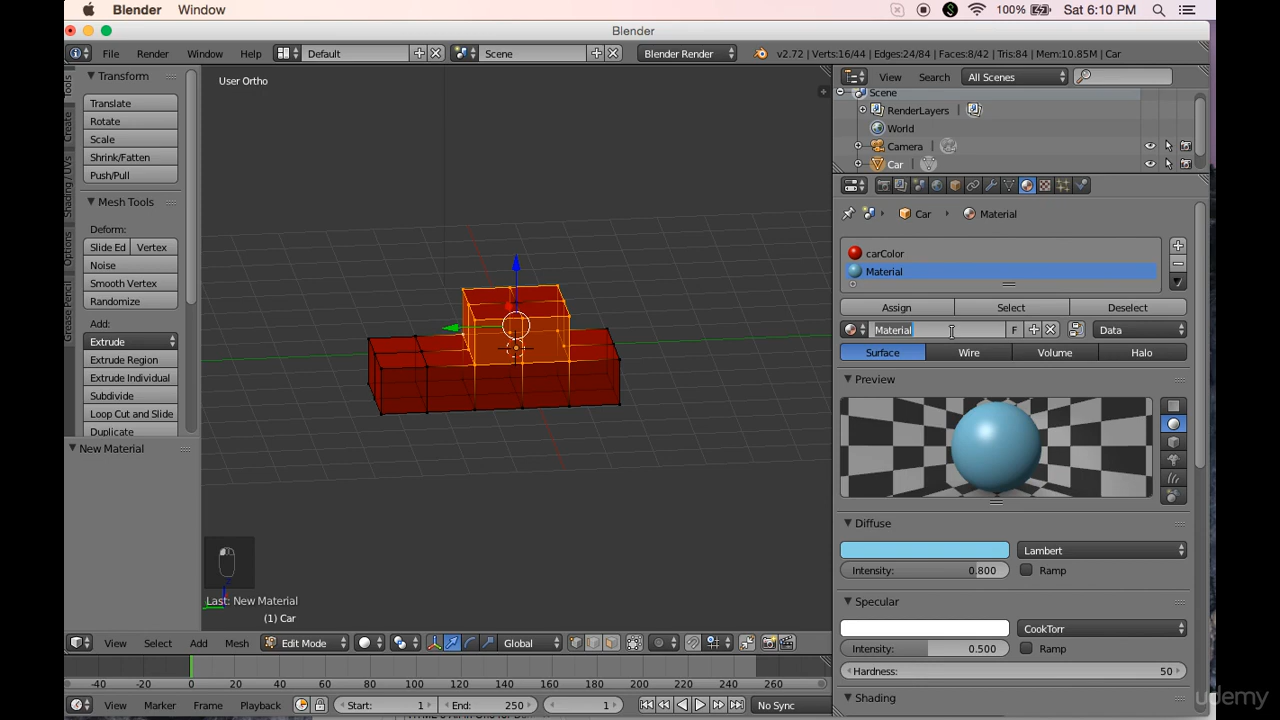 Blender Window 100% Sat 6:10 PM
Blender
File Render Window Help Default Scene Blender Render v2.72 | Verts:16/44 | Edges:24/84 | Faces:8/42 | Tris:84 | Mem:10.85M | Car
Tools
Create
Shading / UVs
Options
Grease Pencil
Transform
Translate
Rotate
Scale
Shrink/Fatten
Push/Pull
Mesh Tools
Deform:
Slide Ed Vertex
Noise
Smooth Vertex
Randomize
Add:
Extrude
Extrude Region
Extrude Individual
Subdivide
Loop Cut and Slide
Duplicate
New Material
User Ortho
Last: New Material
(1) Car
View Select Add Mesh Edit Mode Global
View Search All Scenes
Scene
RenderLayers
World
Camera
Car
Car Material
carColor
Material
Assign Select Deselect
Material F Data
Surface Wire Volume Halo
Preview
Diffuse
Lambert
Intensity: 0.800 Ramp
Specular
CookTorr
Intensity: 0.500 Ramp
Hardness: 50
Shading
-40 -20 0 20 40 60 80 100 120 140 160 180 200 220 240 260
View Marker Frame Playback Start: 1 End: 250 1 No Sync
udemy